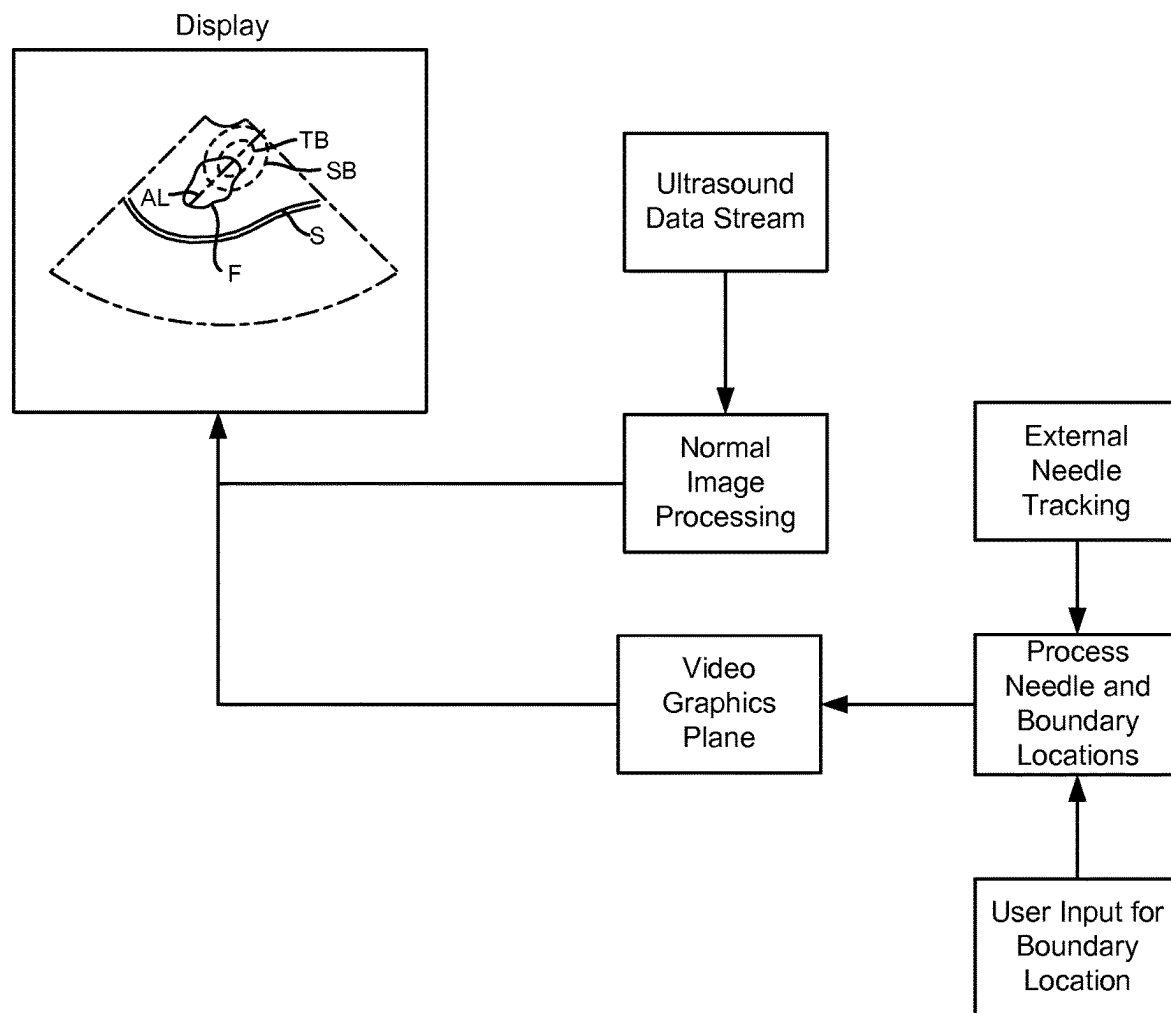 Display
TB
SB
AL
S
F
Ultrasound
Data Stream
Normal
Image
Processing
External
Needle
Tracking
Video
Graphics
Plane
Process
Needle and
Boundary
Locations
User Input for
Boundary
Location